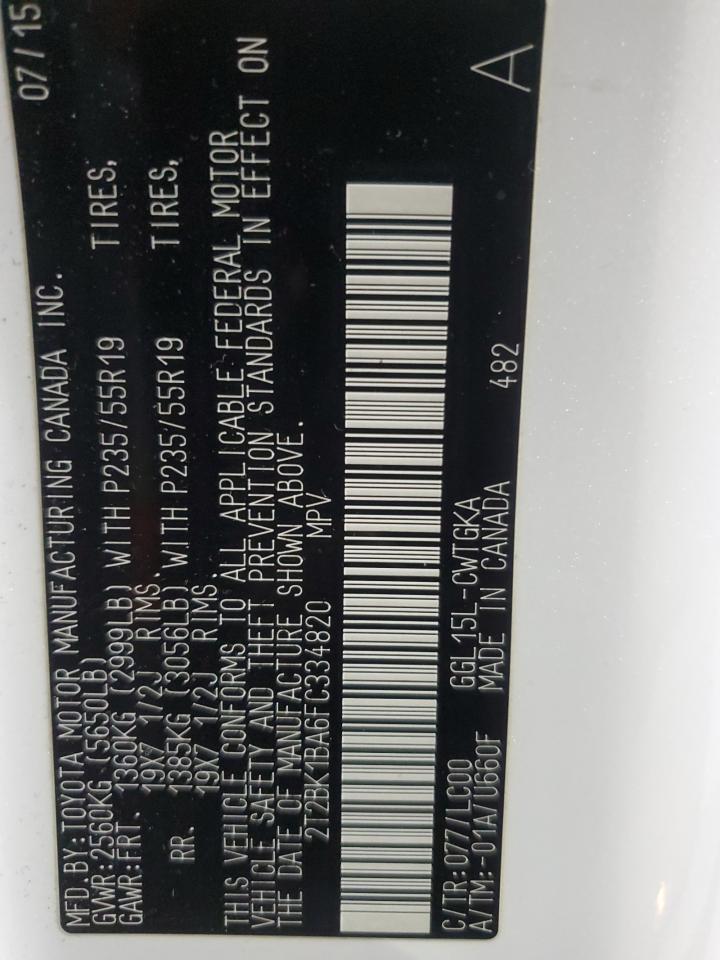 MFD.BY:TOYOTA MOTOR MANUFACTURING CANADA INC. 07/15
GVWR:2560KG (5650LB)
GAWR:FRT. 1360KG (2999LB) WITH P235/55R19 TIRES,
19X7 1/2J RIMS.
RR. 1385KG (3056LB) WITH P235/55R19 TIRES,
19X7 1/2J RIMS.
THIS VEHICLE CONFORMS TO ALL APPLICABLE FEDERAL MOTOR
VEHICLE SAFETY AND THEFT PREVENTION STANDARDS IN EFFECT ON
THE DATE OF MANUFACTURE SHOWN ABOVE.
2T2BK1BA6FC334820 MPV
C/TR:077/LC00 GGL15L-CWTGKA
A/TM:-01A/U660F MADE IN CANADA 482
A